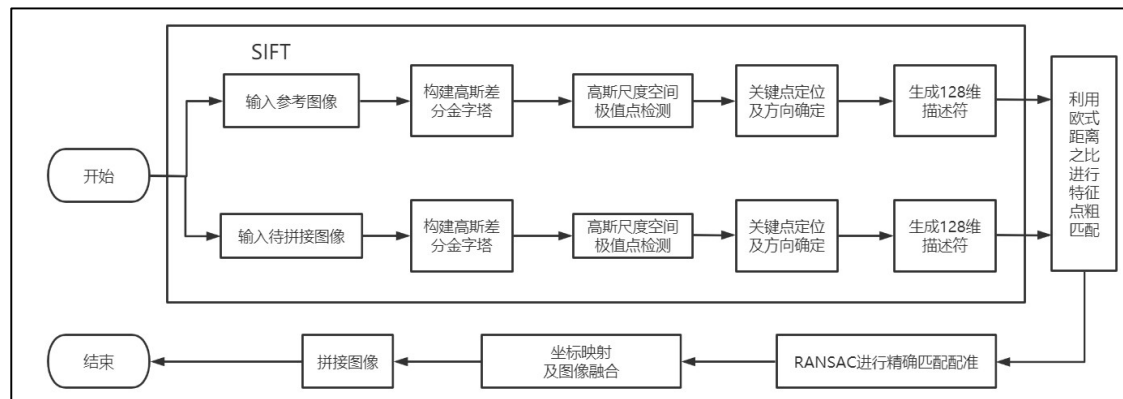 SIFT
输入参考图像
构建高斯差
分金字塔
高斯尺度空间
极值点检测
关键点定位
及方向确定
生成128维
描述符
利用
欧式
距离
之比
进行
特征
点粗
匹配
开始
输入待拼接图像
构建高斯差
分金字塔
高斯尺度空间
极值点检测
关键点定位
及方向确定
生成128维
描述符
RANSAC进行精确匹配配准
坐标映射
及图像融合
拼接图像
结束